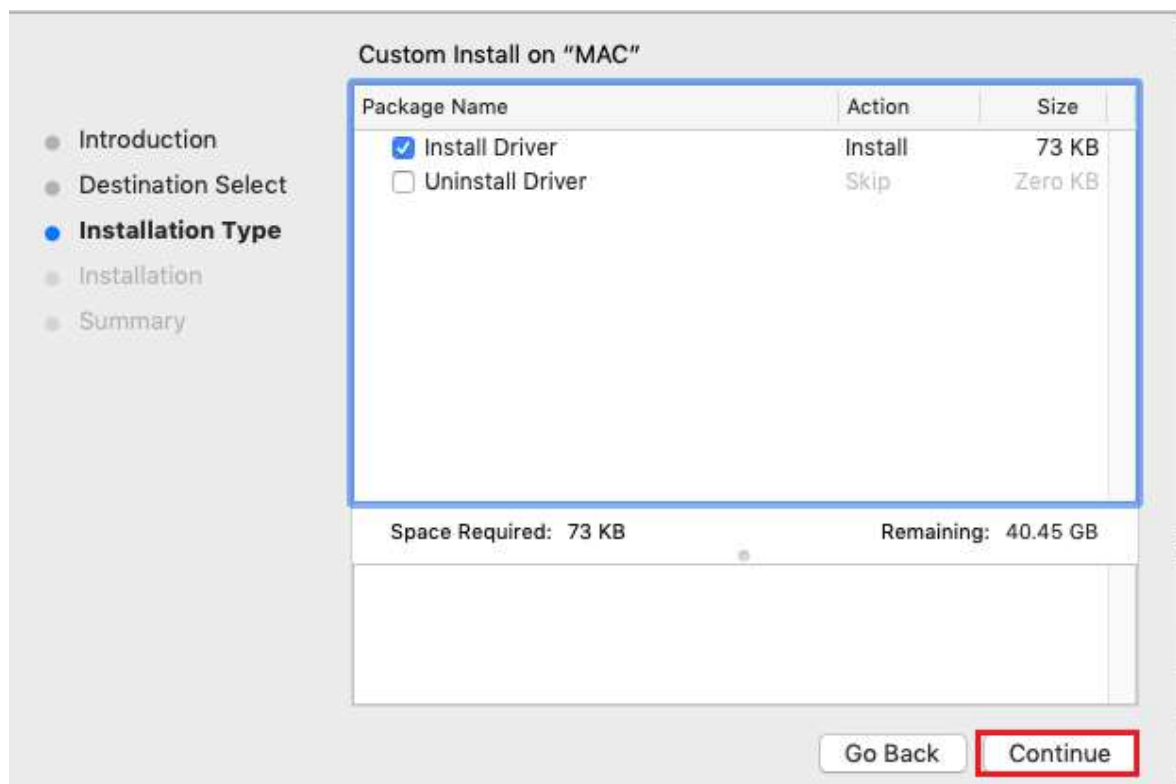 Custom Install on “MAC”
Introduction
Destination Select
Installation Type
Installation
Summary
Package Name Action Size
Install Driver Install 73 KB
Uninstall Driver Skip Zero KB
Space Required: 73 KB Remaining: 40.45 GB
Go Back Continue